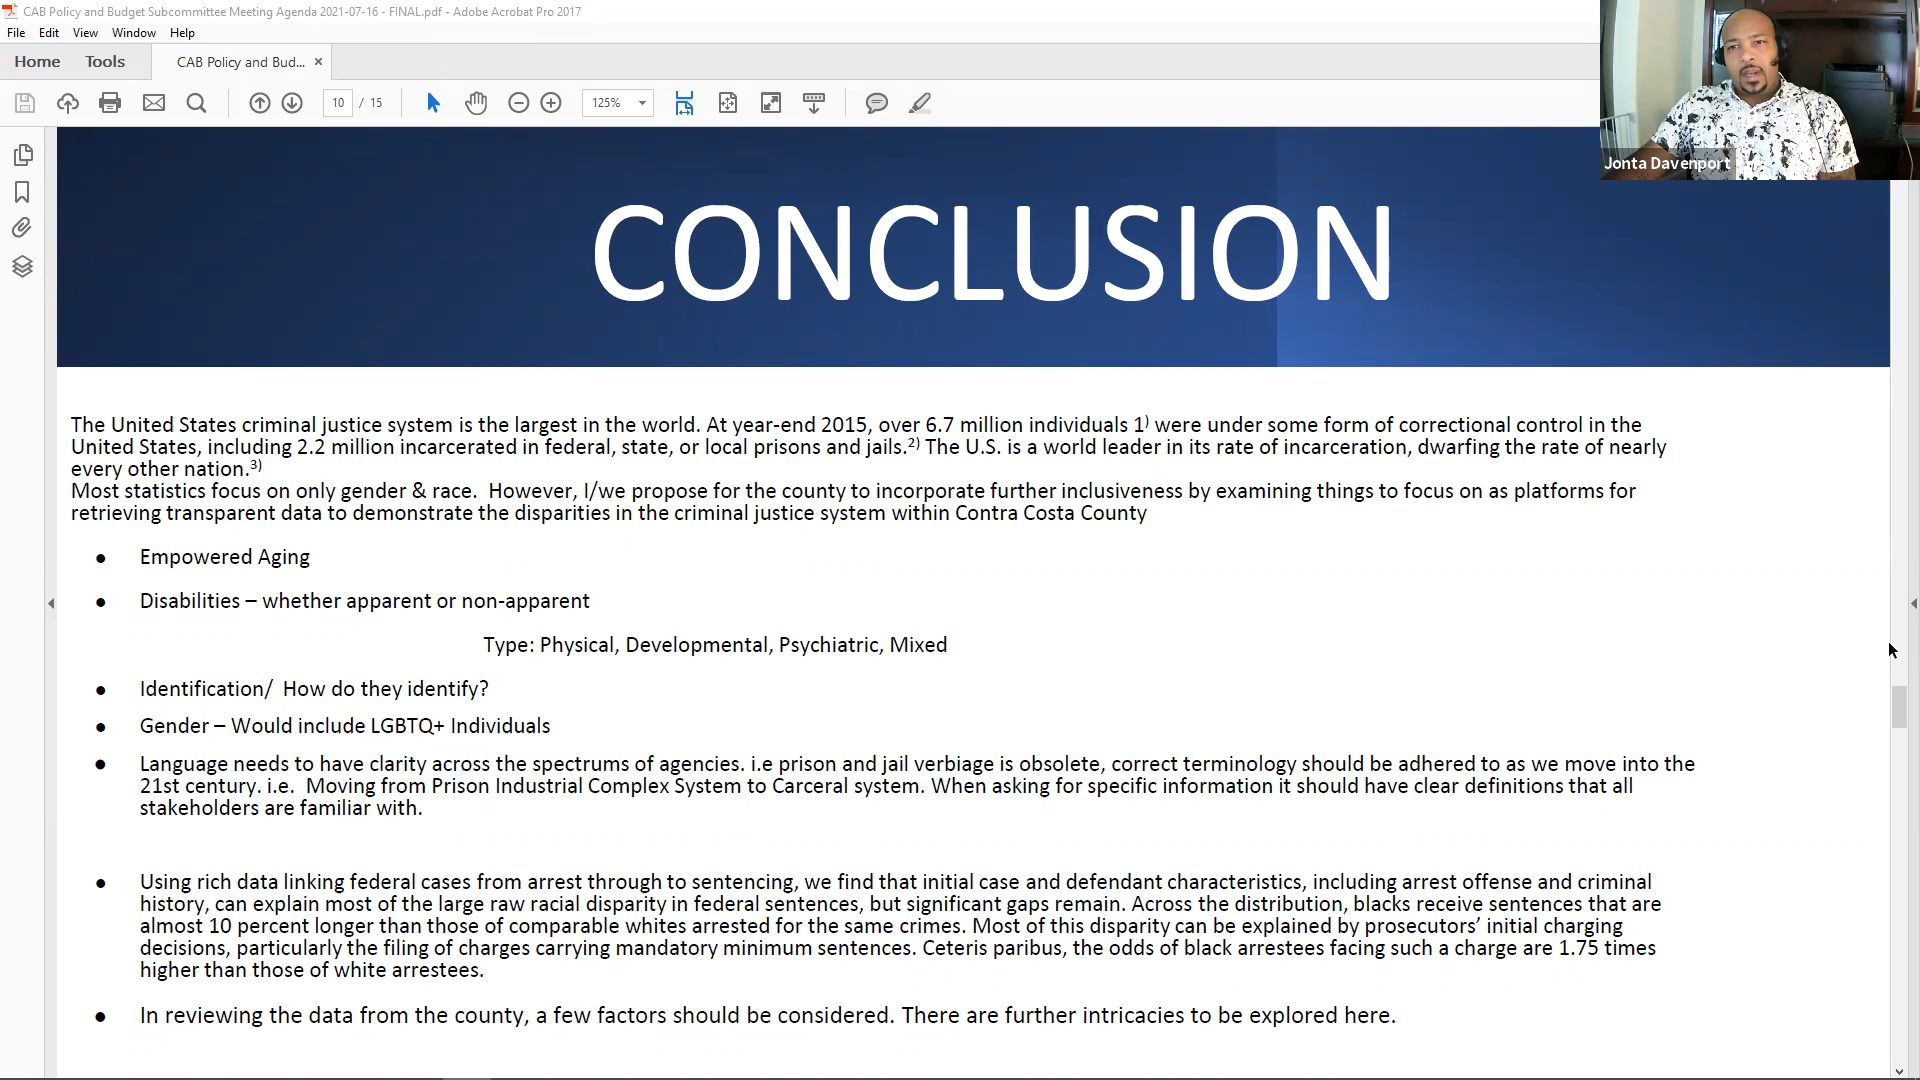 CAB Policy and Budget Subcommittee Meeting Agenda 2021-07-16 - FINAL.pdf - Adobe Acrobat Pro 2017
File Edit View Window Help
Home Tools CAB Policy and Bud... ×
10 / 15 125%
Jonta Davenport
CONCLUSION
The United States criminal justice system is the largest in the world. At year-end 2015, over 6.7 million individuals 1) were under some form of correctional control in the
United States, including 2.2 million incarcerated in federal, state, or local prisons and jails.2) The U.S. is a world leader in its rate of incarceration, dwarfing the rate of nearly
every other nation.3)
Most statistics focus on only gender & race. However, I/we propose for the county to incorporate further inclusiveness by examining things to focus on as platforms for
retrieving transparent data to demonstrate the disparities in the criminal justice system within Contra Costa County
● Empowered Aging
● Disabilities – whether apparent or non-apparent
Type: Physical, Developmental, Psychiatric, Mixed
● Identification/ How do they identify?
● Gender – Would include LGBTQ+ Individuals
● Language needs to have clarity across the spectrums of agencies. i.e prison and jail verbiage is obsolete, correct terminology should be adhered to as we move into the
21st century. i.e. Moving from Prison Industrial Complex System to Carceral system. When asking for specific information it should have clear definitions that all
stakeholders are familiar with.
● Using rich data linking federal cases from arrest through to sentencing, we find that initial case and defendant characteristics, including arrest offense and criminal
history, can explain most of the large raw racial disparity in federal sentences, but significant gaps remain. Across the distribution, blacks receive sentences that are
almost 10 percent longer than those of comparable whites arrested for the same crimes. Most of this disparity can be explained by prosecutors’ initial charging
decisions, particularly the filing of charges carrying mandatory minimum sentences. Ceteris paribus, the odds of black arrestees facing such a charge are 1.75 times
higher than those of white arrestees.
● In reviewing the data from the county, a few factors should be considered. There are further intricacies to be explored here.